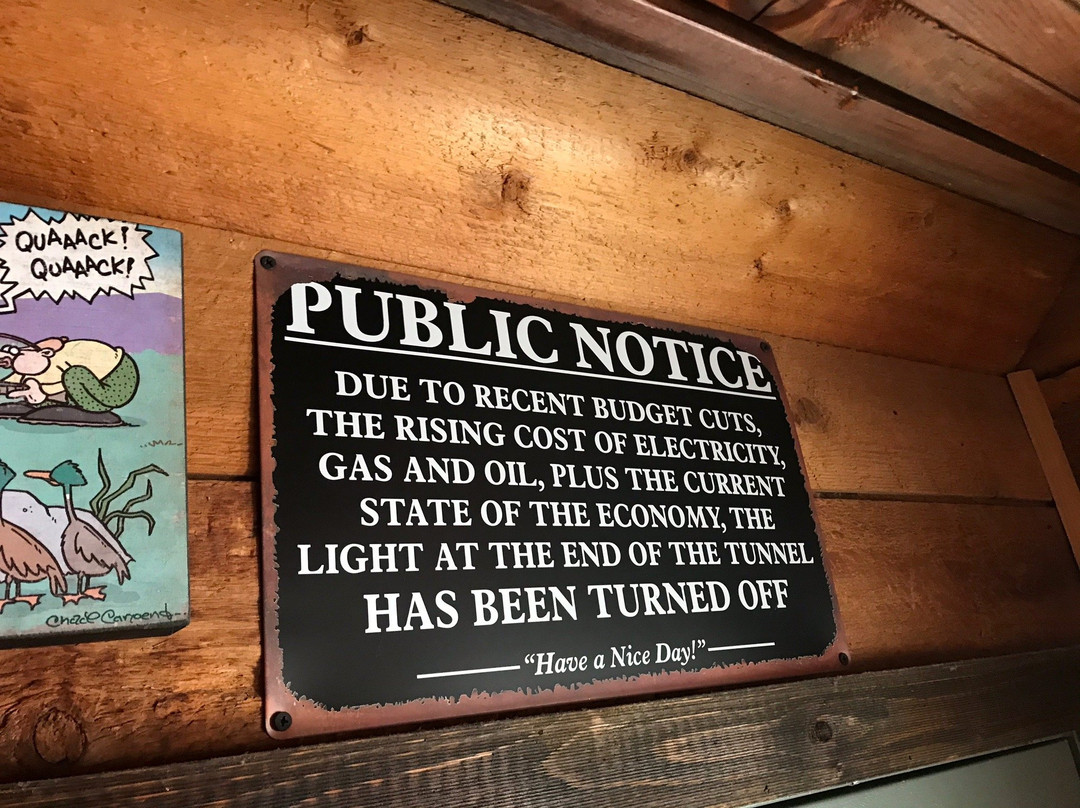 QUAAACK!
QUAAACK!
PUBLIC NOTICE
DUE TO RECENT BUDGET CUTS,
THE RISING COST OF ELECTRICITY,
GAS AND OIL, PLUS THE CURRENT
STATE OF THE ECONOMY, THE
LIGHT AT THE END OF THE TUNNEL
HAS BEEN TURNED OFF
“Have a Nice Day!”